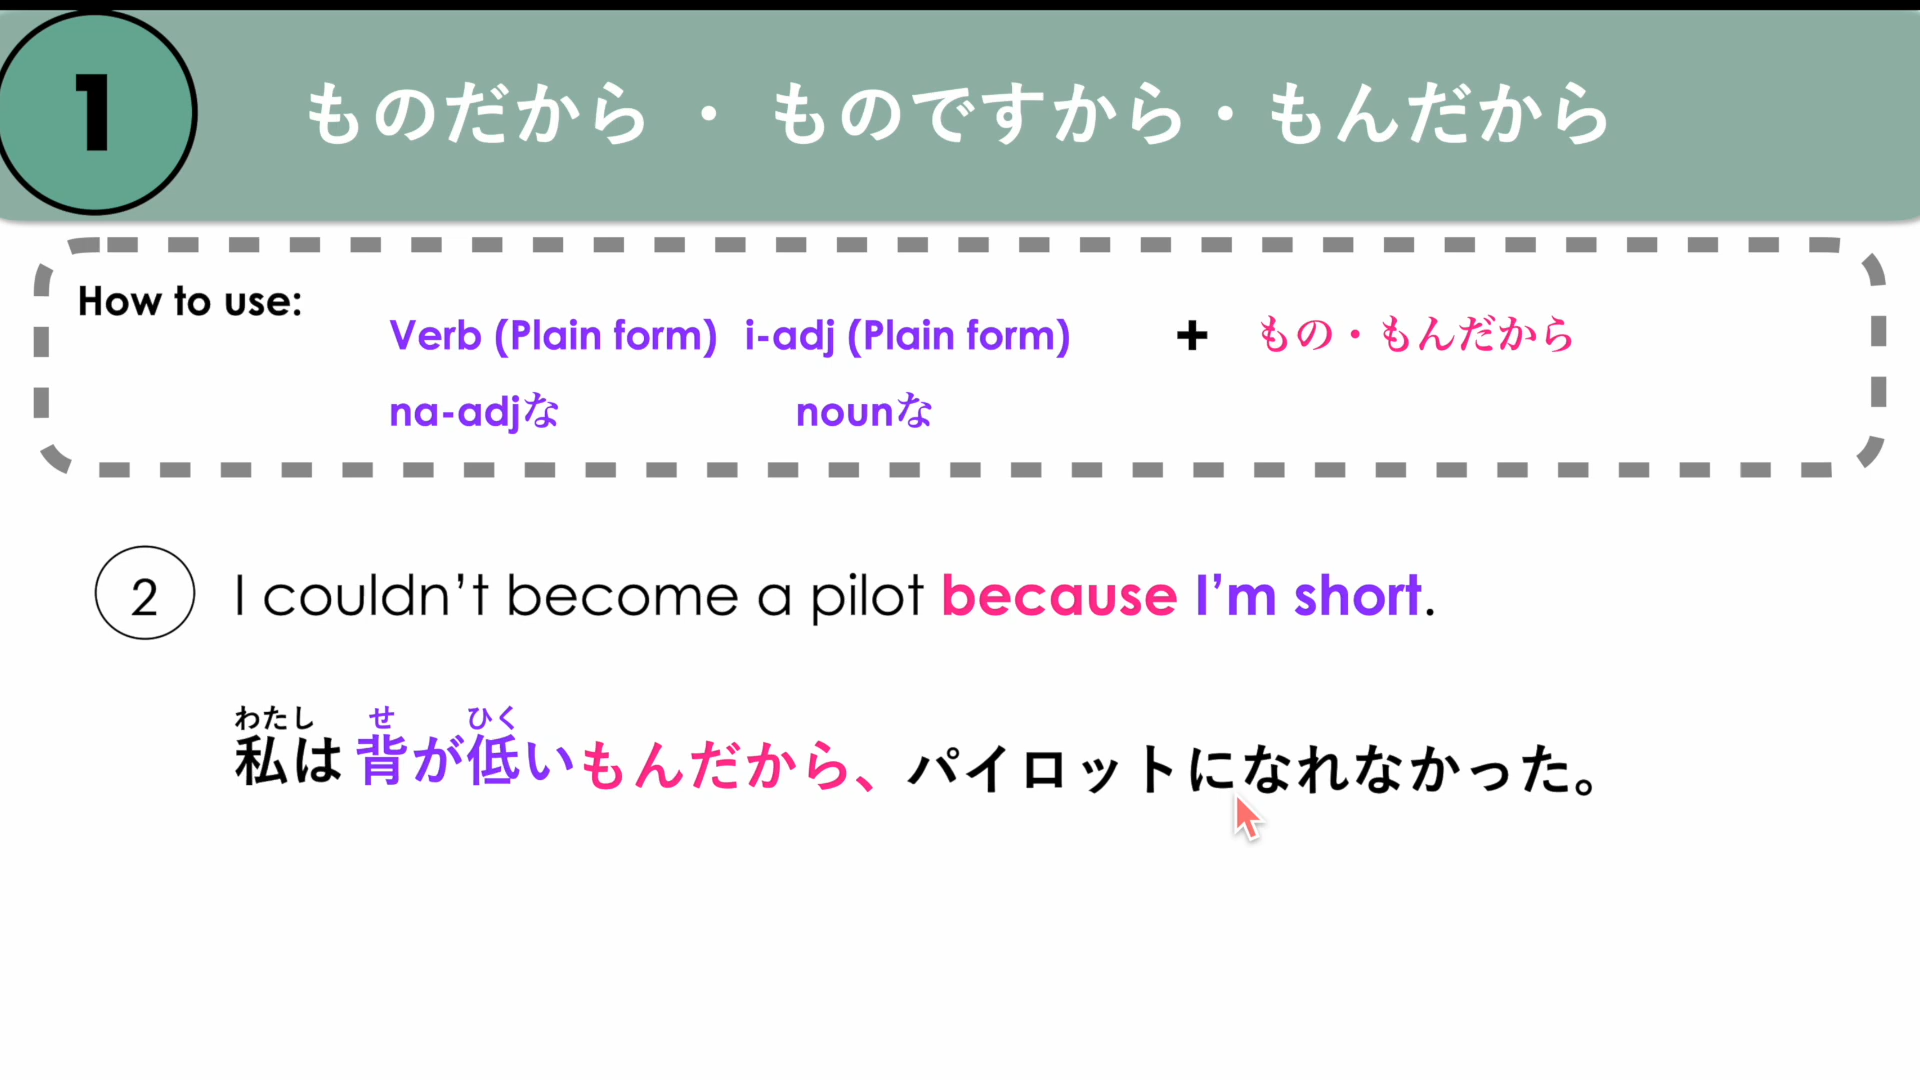 1
ものだから ・ ものですから・もんだから
How to use:
Verb (Plain form) i-adj (Plain form) + もの・もんだから
na-adjな nounな
2 I couldn’t become a pilot because I’m short.
わたし せ ひく
私は背が低いもんだから、パイロットになれなかった。